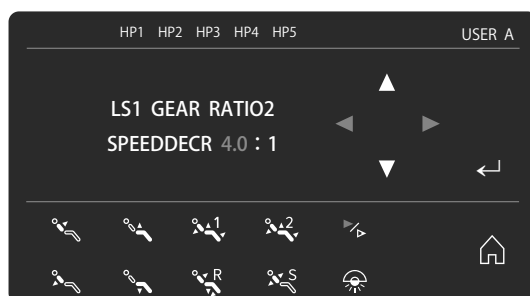 HP1 HP2 HP3 HP4 HP5 USER A
LS1 GEAR RATIO2
SPEEDDECR 4.0 : 1
1 2
R S